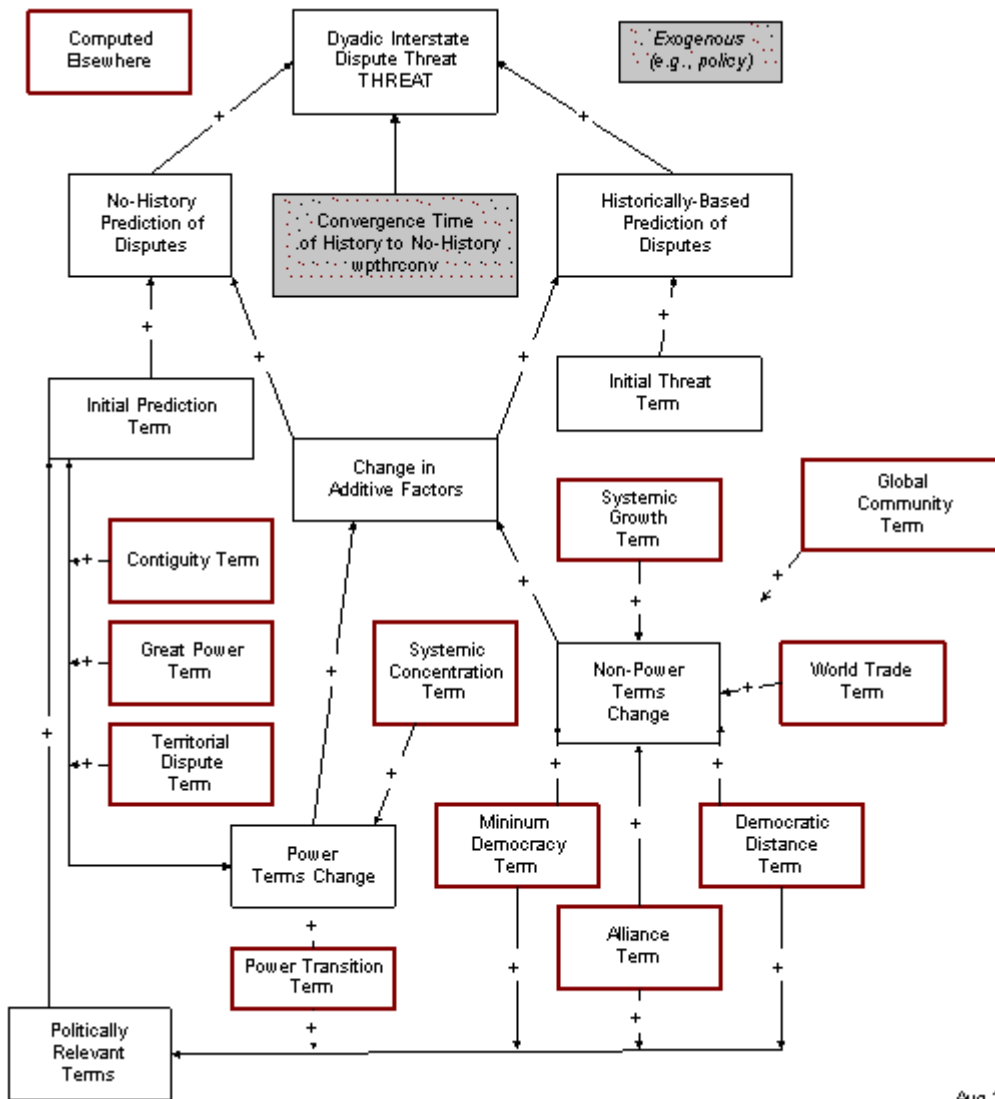 Computed
Elsewhere
Dyadic Interstate
Dispute Threat
THREAT
Exogenous
(e.g., policy)
+
+
No-History
Prediction of
Disputes
Convergence Time
of History to No-History
wpthrconv
Historically-Based
Prediction of
Disputes
+
+
+
+
Initial Prediction
Term
Initial Threat
Term
Change in
Additive Factors
Systemic
Growth
Term
Global
Community
Term
+
Contiguity Term
+
+
+
+
Great Power
Term
+
Systemic
Concentration
Term
Non-Power
Terms
Change
+
World Trade
Term
+
Territorial
Dispute
Term
+
+
+
Mininum
Democracy
Term
+
Democratic
Distance
Term
Power
Terms Change
+
Alliance
Term
Power Transition
Term
+
+
+
+
+
Politically
Relevant
Terms
Aug